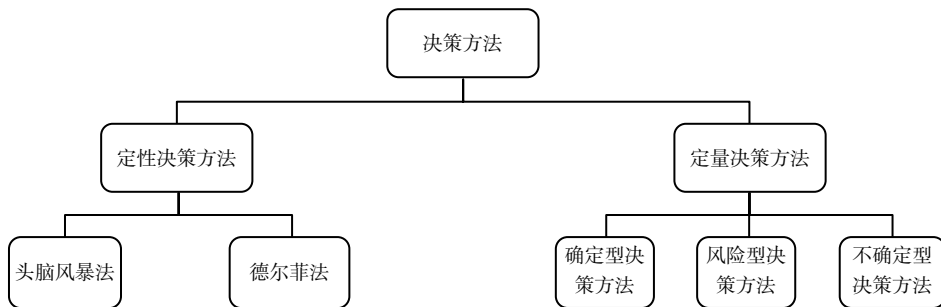 决策方法
定性决策方法
定量决策方法
头脑风暴法
德尔菲法
确定型决
策方法
风险型决
策方法
不确定型
决策方法